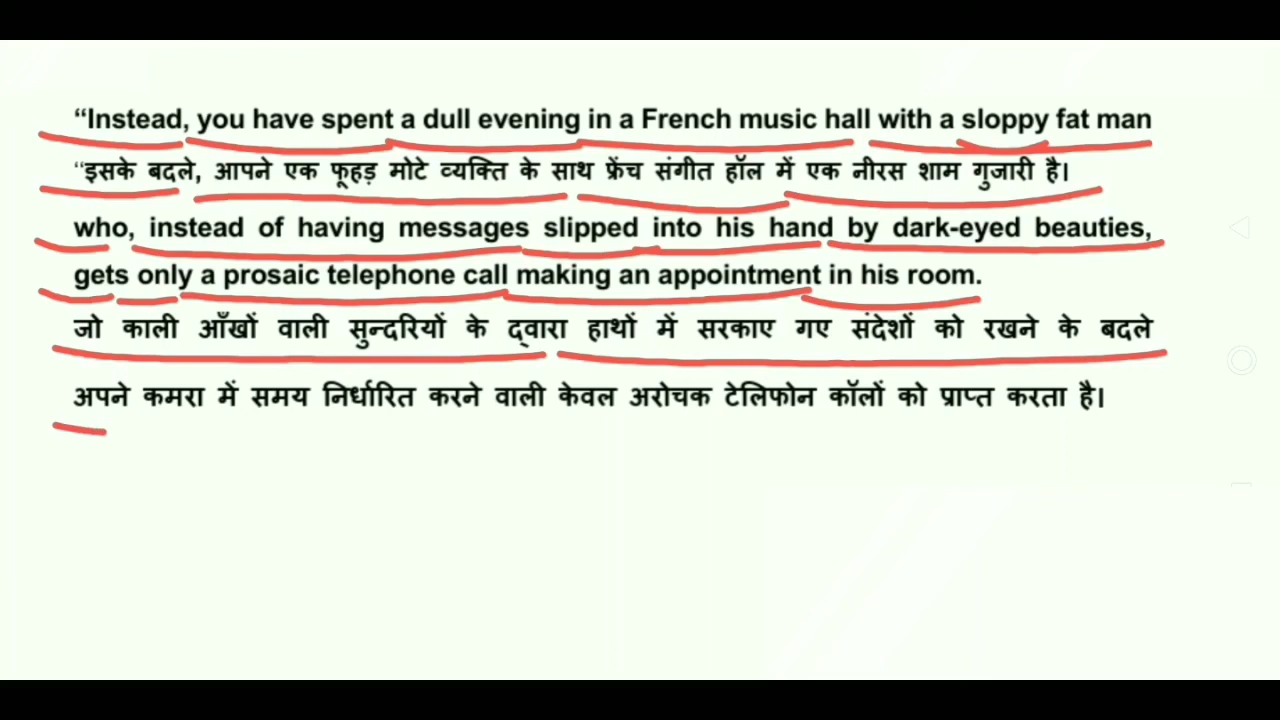 “Instead, you have spent a dull evening in a French music hall with a sloppy fat man
“इसके बदले, आपने एक फूहड़ मोटे व्यक्ति के साथ फ्रेंच संगीत हॉल में एक नीरस शाम गुजारी है।
who, instead of having messages slipped into his hand by dark-eyed beauties,
gets only a prosaic telephone call making an appointment in his room.
जो काली आँखों वाली सुन्दरियों के द्वारा हाथों में सरकाए गए संदेशों को रखने के बदले
अपने कमरा में समय निर्धारित करने वाली केवल अरोचक टेलिफोन कॉलों को प्राप्त करता है।